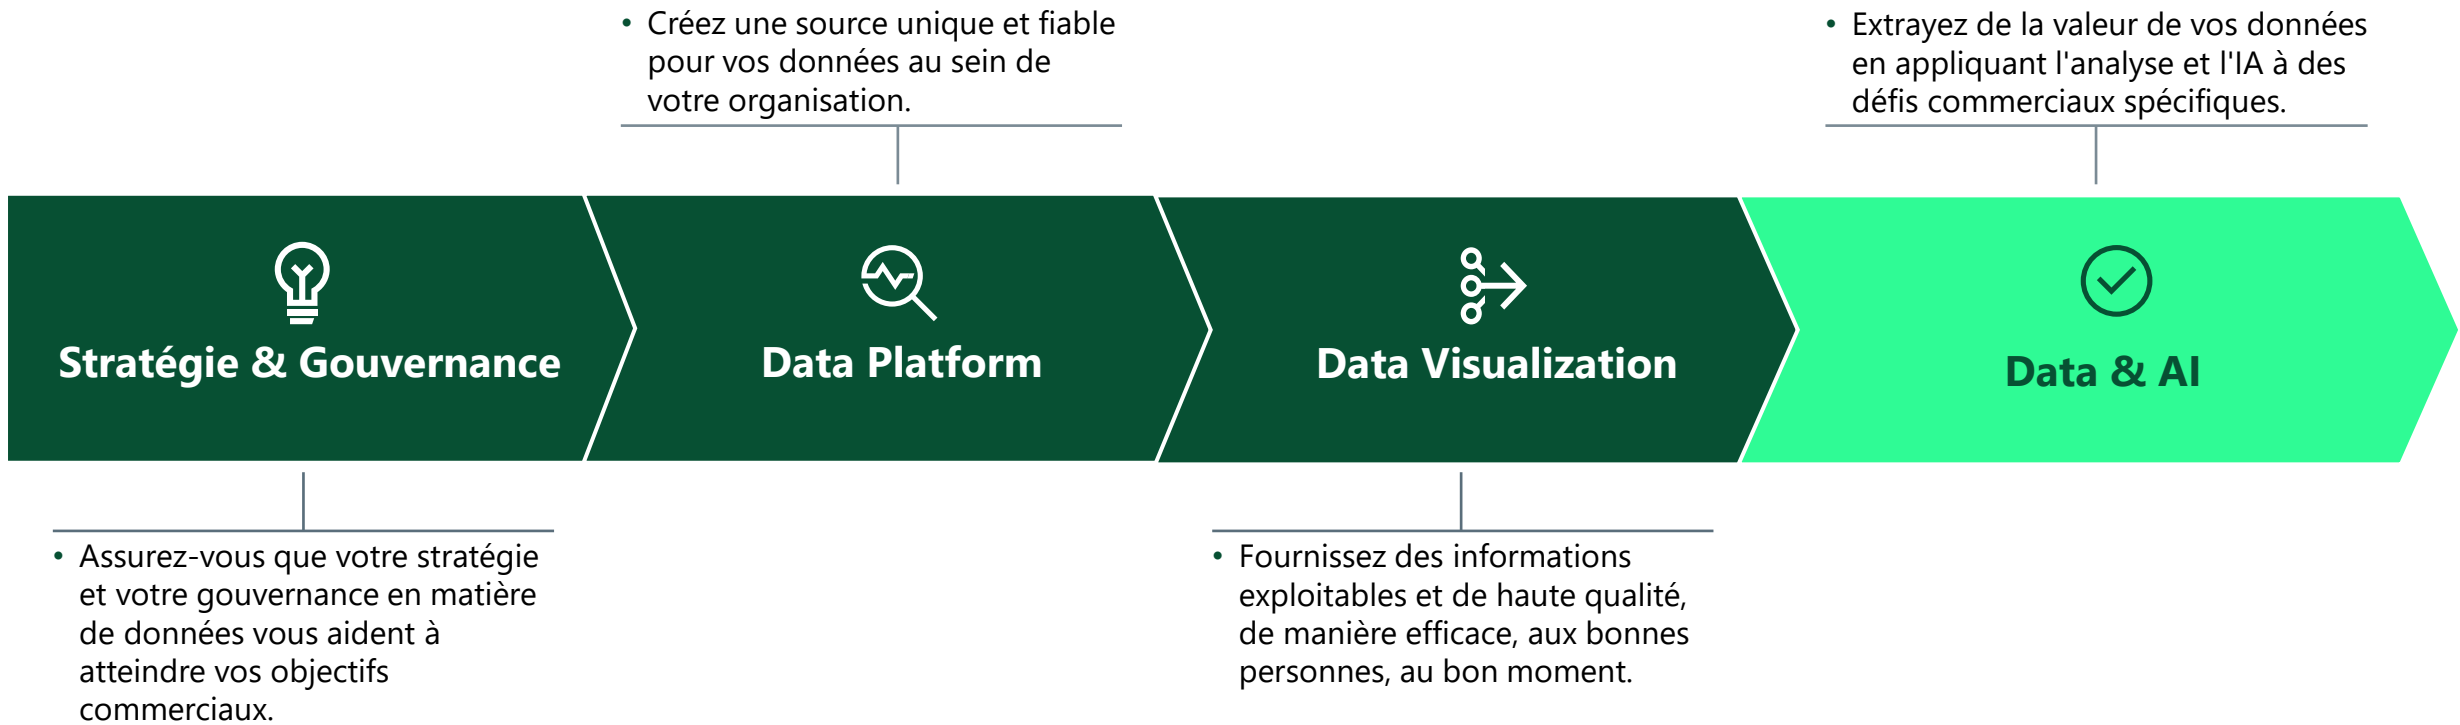 Créez une source unique et fiable
pour vos données au sein de
votre organisation.
Extrayez de la valeur de vos données
en appliquant l'analyse et l'IA à des
défis commerciaux spécifiques.
Stratégie & Gouvernance
Data Platform
Data Visualization
Data & AI
Assurez-vous que votre stratégie
et votre gouvernance en matière
de données vous aident à
atteindre vos objectifs
commerciaux.
Fournissez des informations
exploitables et de haute qualité,
de manière efficace, aux bonnes
personnes, au bon moment.